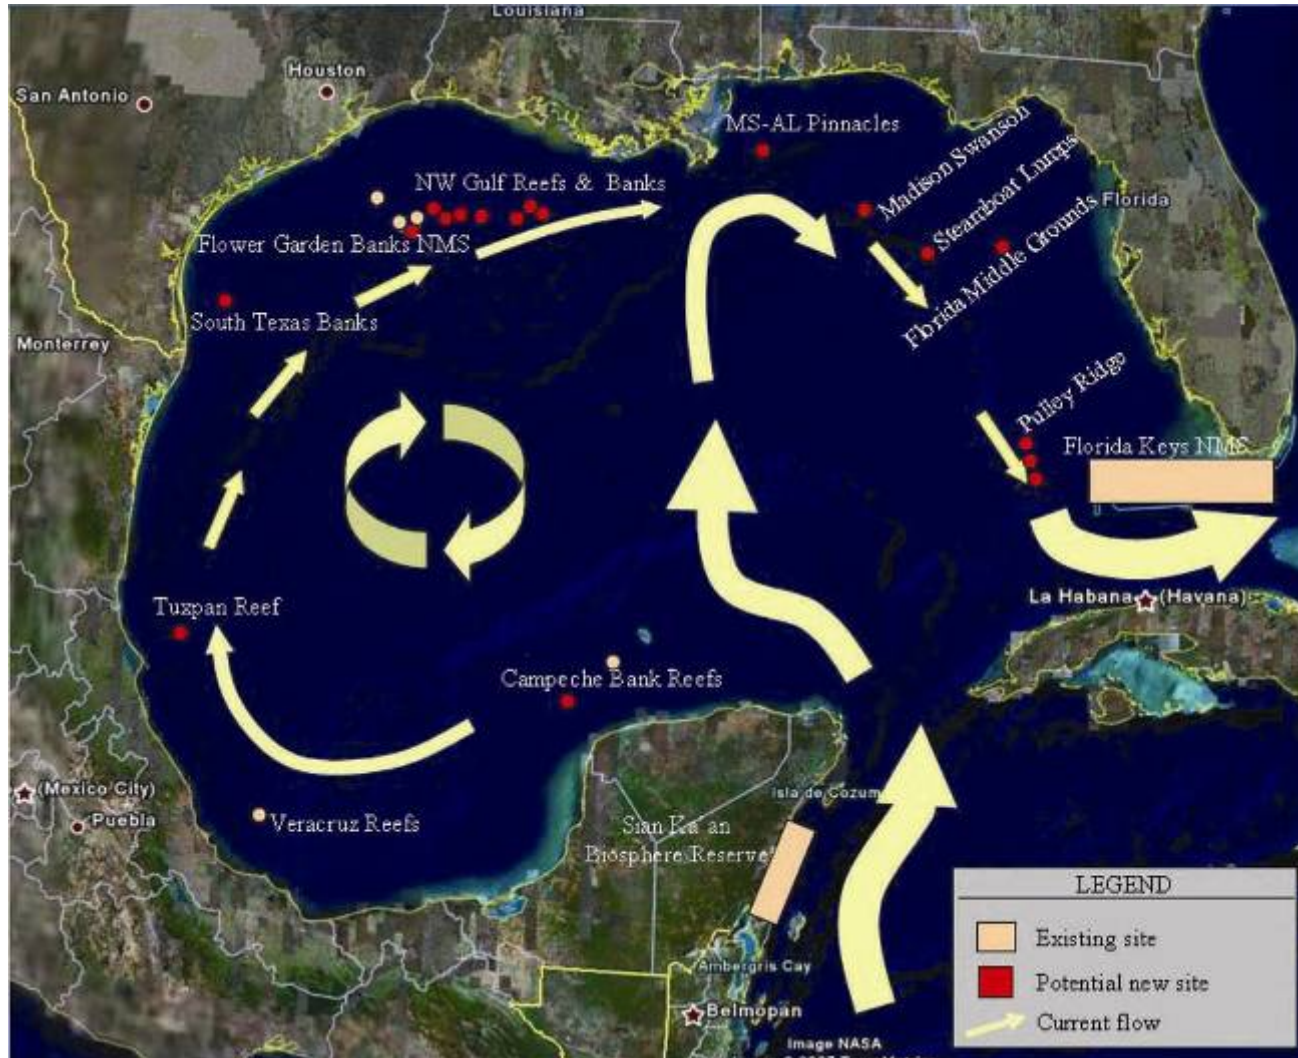 Louisiana
Houston
San Antonio
MS-AL Pinnacles
Madison Swanson
Steamboat Lumps
NW Gulf Reefs & Banks
Florida
Flower Garden Banks NMS
Florida Middle Grounds
South Texas Banks
Monterrey
Pulley Ridge
Florida Keys NMS
La Habana (Havana)
Tuxpan Reef
Campeche Bank Reefs
(Mexico City)
Puebla
Veracruz Reefs
Isla de Cozum
Sian Ka'an
Biosphere Reserve
LEGEND
Existing site
Potential new site
Current flow
Ambergris Cay
Belmopan
Image NASA